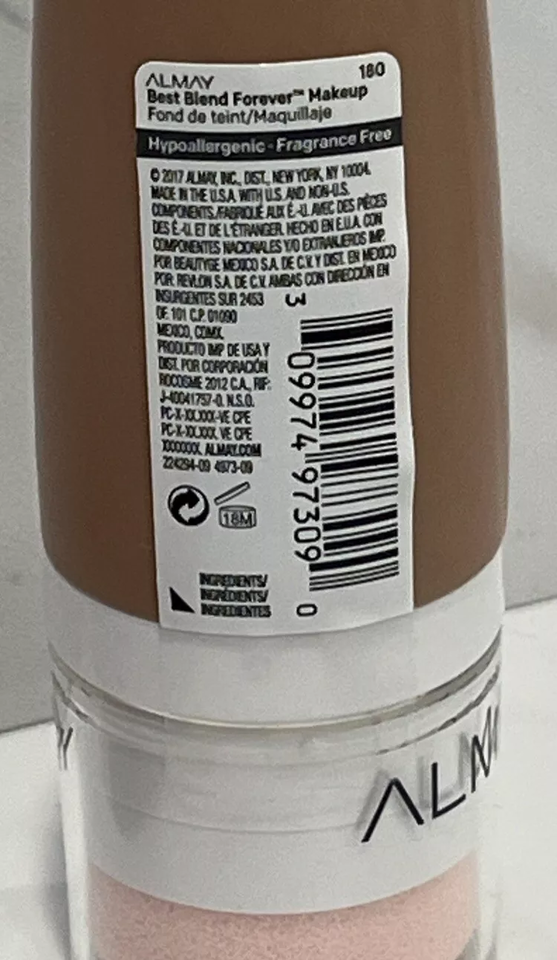 ALMAY 180
Best Blend Forever™ Makeup
Fond de teint/Maquillaje
Hypoallergenic · Fragrance Free
© 2017 ALMAY, INC., DIST., NEW YORK, NY 10004.
MADE IN THE U.S.A. WITH U.S. AND NON-U.S.
COMPONENTS./FABRIQUÉ AUX É.-U. AVEC DES PIÈCES
DES É.-U. ET DE L'ÉTRANGER. HECHO EN E.U.A. CON
COMPONENTES NACIONALES Y/O EXTRANJEROS IMP.
POR BEAUTYGE MEXICO S.A. DE C.V. Y DIST. EN MEXICO
POR: REVLON S.A. DE C.V. AMBAS CON DIRECCIÓN EN
INSURGENTES SUR 2453
OF. 101 C.P. 01090
MEXICO, CDMX.
PRODUCTO IMP DE USA Y
DIST. POR CORPORACIÓN
ROCOSME 2012 C.A., RIF:
J-40041757-0. N.S.O.
PC-X-XX.XXX-VE CPE
PC-X-XX.XXX. VE CPE
XXXXXXX. ALMAY.COM
224294-09 4973-09
18M
INGREDIENTS/
INGRÉDIENTS/
INGREDIENTES
3 09974 97309 0
Y
ALMA